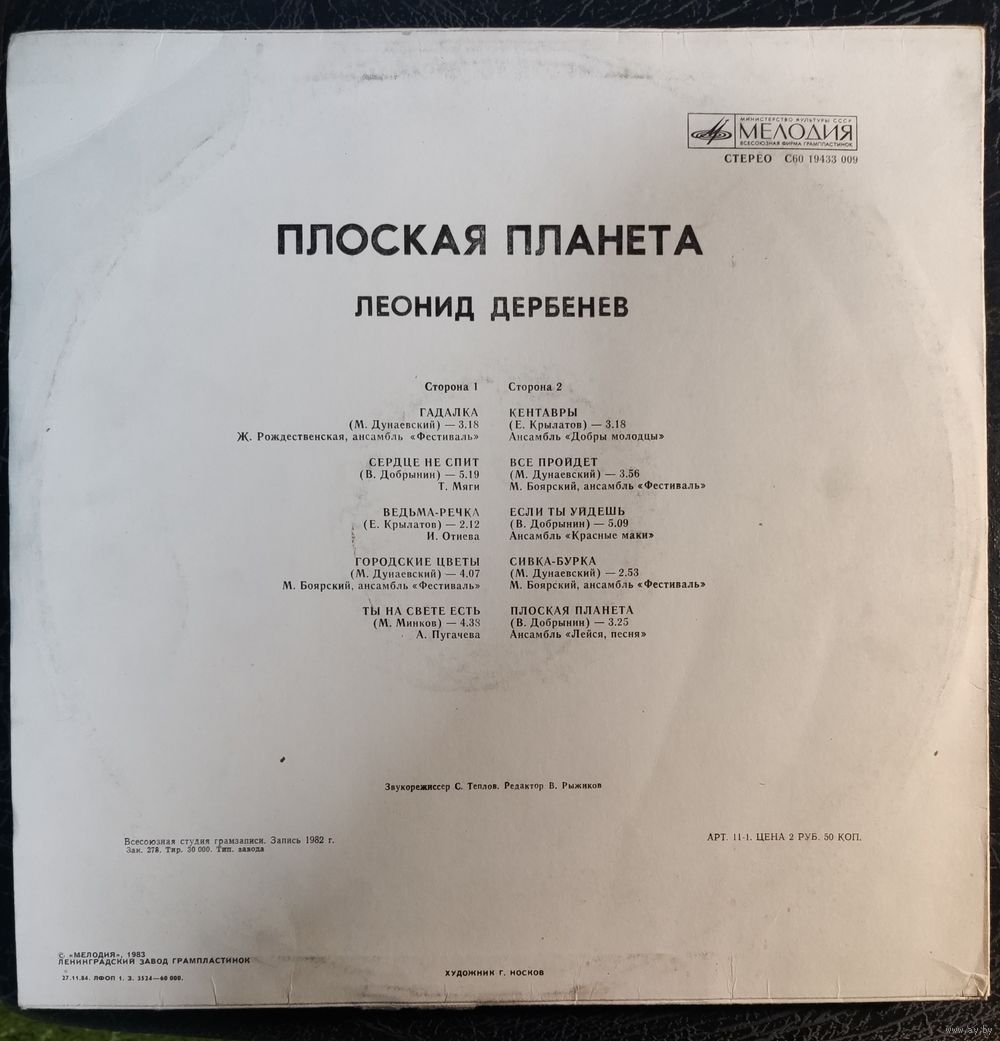 МИНИСТЕРСТВО КУЛЬТУРЫ СССР
МЕЛОДИЯ
ВСЕСОЮЗНАЯ ФИРМА ГРАМПЛАСТИНОК
СТЕРЕО С60 19433 009
ПЛОСКАЯ ПЛАНЕТА
ЛЕОНИД ДЕРБЕНЕВ
Сторона 1
ГАДАЛКА
(М. Дунаевский) — 3.18
Ж. Рождественская, ансамбль «Фестиваль»
СЕРДЦЕ НЕ СПИТ
(В. Добрынин) — 5.19
Т. Мяги
ВЕДЬМА-РЕЧКА
(Е. Крылатов) — 2.12
И. Отиева
ГОРОДСКИЕ ЦВЕТЫ
(М. Дунаевский) — 4.07
М. Боярский, ансамбль «Фестиваль»
ТЫ НА СВЕТЕ ЕСТЬ
(М. Минков) — 4.38
А. Пугачева
Сторона 2
КЕНТАВРЫ
(Е. Крылатов) — 3.18
Ансамбль «Добры молодцы»
ВСЕ ПРОЙДЕТ
(М. Дунаевский) — 3.56
М. Боярский, ансамбль «Фестиваль»
ЕСЛИ ТЫ УЙДЕШЬ
(В. Добрынин) — 5.09
Ансамбль «Красные маки»
СИВКА-БУРКА
(М. Дунаевский) — 2.53
М. Боярский, ансамбль «Фестиваль»
ПЛОСКАЯ ПЛАНЕТА
(В. Добрынин) — 3.25
Ансамбль «Лейся, песня»
Звукорежиссер С. Теплов. Редактор В. Рыжиков
Всесоюзная студия грамзаписи. Запись 1982 г.
Зак. 278. Тир. 30 000. Тип. завода
АРТ. 11-1. ЦЕНА 2 РУБ. 50 КОП.
© «МЕЛОДИЯ», 1983
ЛЕНИНГРАДСКИЙ ЗАВОД ГРАМПЛАСТИНОК
27.11.84. ЛФОП 1. З. 3524—60 000.
ХУДОЖНИК Г. НОСКОВ
www.ay.by